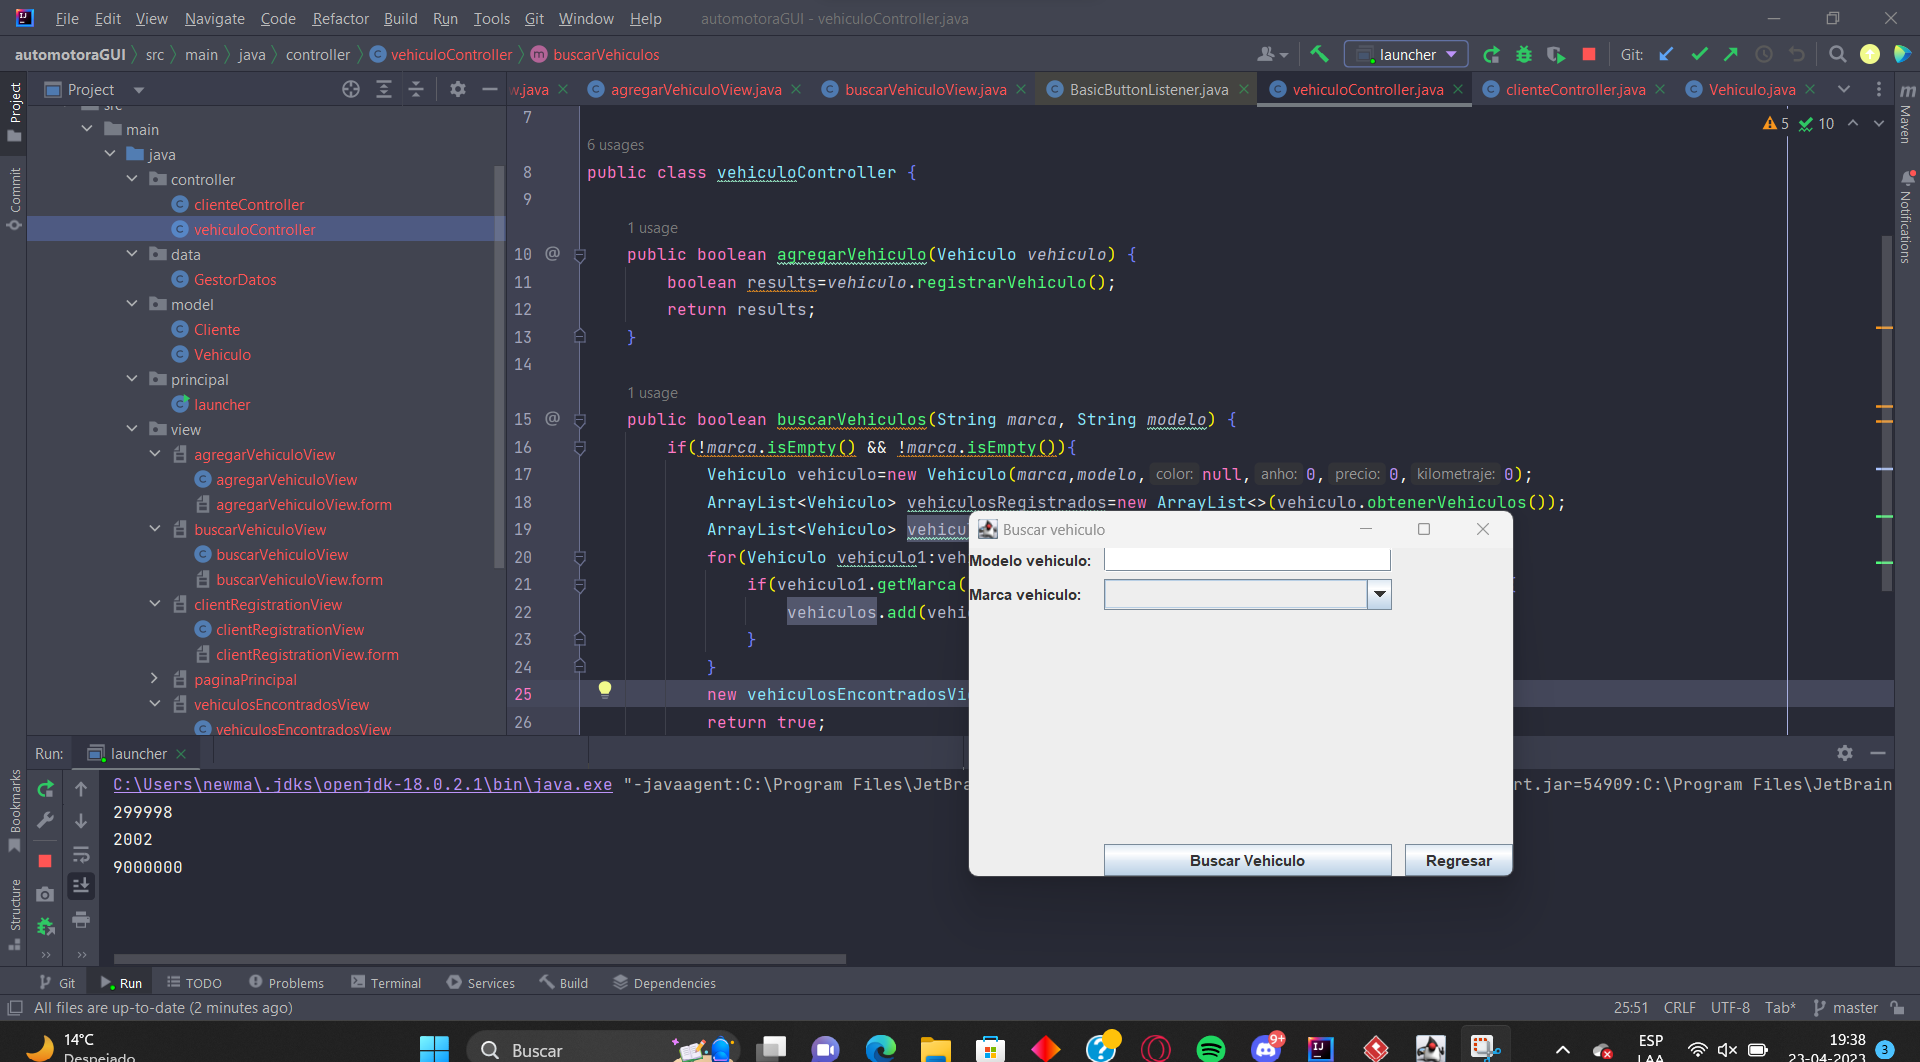 File Edit View Navigate Code Refactor Build Run Tools Git Window Help automotoraGUI - vehiculoController.java
automotoraGUI src main java controller vehiculoController buscarVehiculos launcher Git:
Project w.java agregarVehiculoView.java buscarVehiculoView.java BasicButtonListener.java vehiculoController.java clienteController.java Vehiculo.java
Project
Commit
Bookmarks
Structure
Maven
Notifications
src
main
java
controller
clienteController
vehiculoController
data
GestorDatos
model
Cliente
Vehiculo
principal
launcher
view
agregarVehiculoView
agregarVehiculoView
agregarVehiculoView.form
buscarVehiculoView
buscarVehiculoView
buscarVehiculoView.form
clientRegistrationView
clientRegistrationView
clientRegistrationView.form
paginaPrincipal
vehiculosEncontradosView
vehiculosEncontradosView
5 10
7
6 usages
8 public class vehiculoController {
9
1 usage
10 @ public boolean agregarVehiculo(Vehiculo vehiculo) {
11 boolean results=vehiculo.registrarVehiculo();
12 return results;
13 }
14
1 usage
15 @ public boolean buscarVehiculos(String marca, String modelo) {
16 if(!marca.isEmpty() && !marca.isEmpty()){
17 Vehiculo vehiculo=new Vehiculo(marca,modelo, color: null, anho: 0, precio: 0, kilometraje: 0);
18 ArrayList<Vehiculo> vehiculosRegistrados=new ArrayList<>(vehiculo.obtenerVehiculos());
19 ArrayList<Vehiculo> vehicu
20 for(Vehiculo vehiculo1:veh
21 if(vehiculo1.getMarca(
22 vehiculos.add(vehi
23 }
24 }
25 new vehiculosEncontradosVi
26 return true;
Buscar vehiculo
Modelo vehiculo:
Marca vehiculo:
Buscar Vehiculo Regresar
Run: launcher
C:\Users\newma\.jdks\openjdk-18.0.2.1\bin\java.exe "-javaagent:C:\Program Files\JetBra rt.jar=54909:C:\Program Files\JetBrain
299998
2002
9000000
Git Run TODO Problems Terminal Services Build Dependencies
All files are up-to-date (2 minutes ago) 25:51 CRLF UTF-8 Tab* master
14°C
Despejado
Buscar
9+
ESP
LAA
19:38
23-04-2023
3